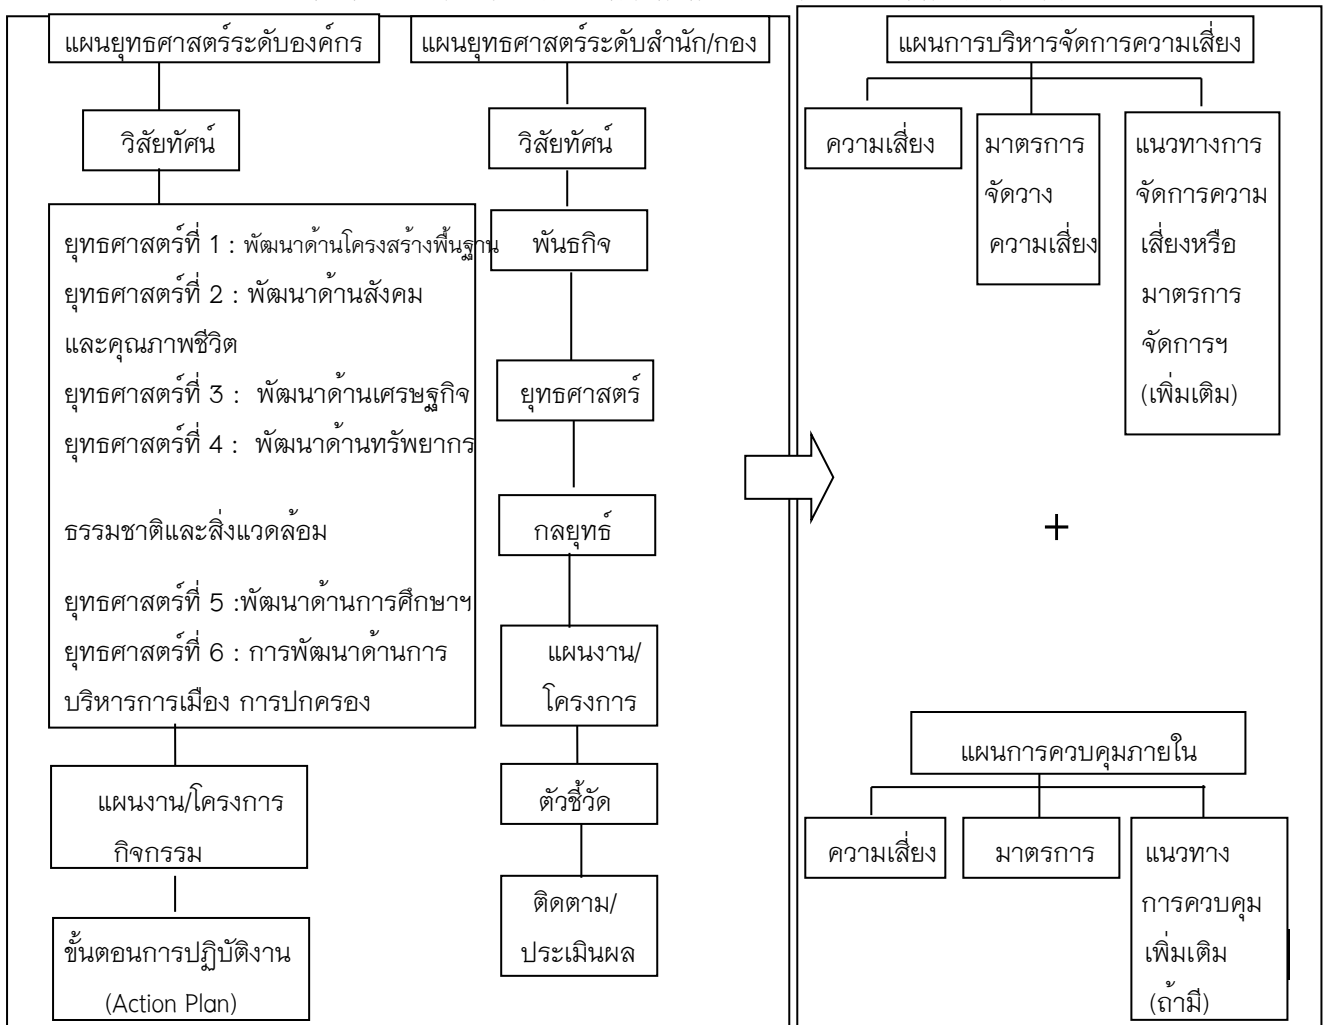 แผนยุทธศาสตร์ระดับองค์กร
วิสัยทัศน์
ยุทธศาสตร์ที่ 1 : พัฒนาด้านโครงสร้างพื้นฐาน
ยุทธศาสตร์ที่ 2 : พัฒนาด้านสังคม
และคุณภาพชีวิต
ยุทธศาสตร์ที่ 3 : พัฒนาด้านเศรษฐกิจ
ยุทธศาสตร์ที่ 4 : พัฒนาด้านทรัพยากร
ธรรมชาติและสิ่งแวดล้อม
ยุทธศาสตร์ที่ 5 :พัฒนาด้านการศึกษาฯ
ยุทธศาสตร์ที่ 6 : การพัฒนาด้านการ
บริหารการเมือง การปกครอง
แผนงาน/โครงการ
กิจกรรม
ขั้นตอนการปฏิบัติงาน
(Action Plan)
แผนยุทธศาสตร์ระดับสำนัก/กอง
วิสัยทัศน์
พันธกิจ
ยุทธศาสตร์
กลยุทธ์
แผนงาน/
โครงการ
ตัวชี้วัด
ติดตาม/
ประเมินผล
แผนการบริหารจัดการความเสี่ยง
ความเสี่ยง
มาตรการ
จัดวาง
ความเสี่ยง
แนวทางการ
จัดการความ
เสี่ยงหรือ
มาตรการ
จัดการฯ
(เพิ่มเติม)
+
แผนการควบคุมภายใน
ความเสี่ยง
มาตรการ
แนวทาง
การควบคุม
เพิ่มเติม
(ถ้ามี)